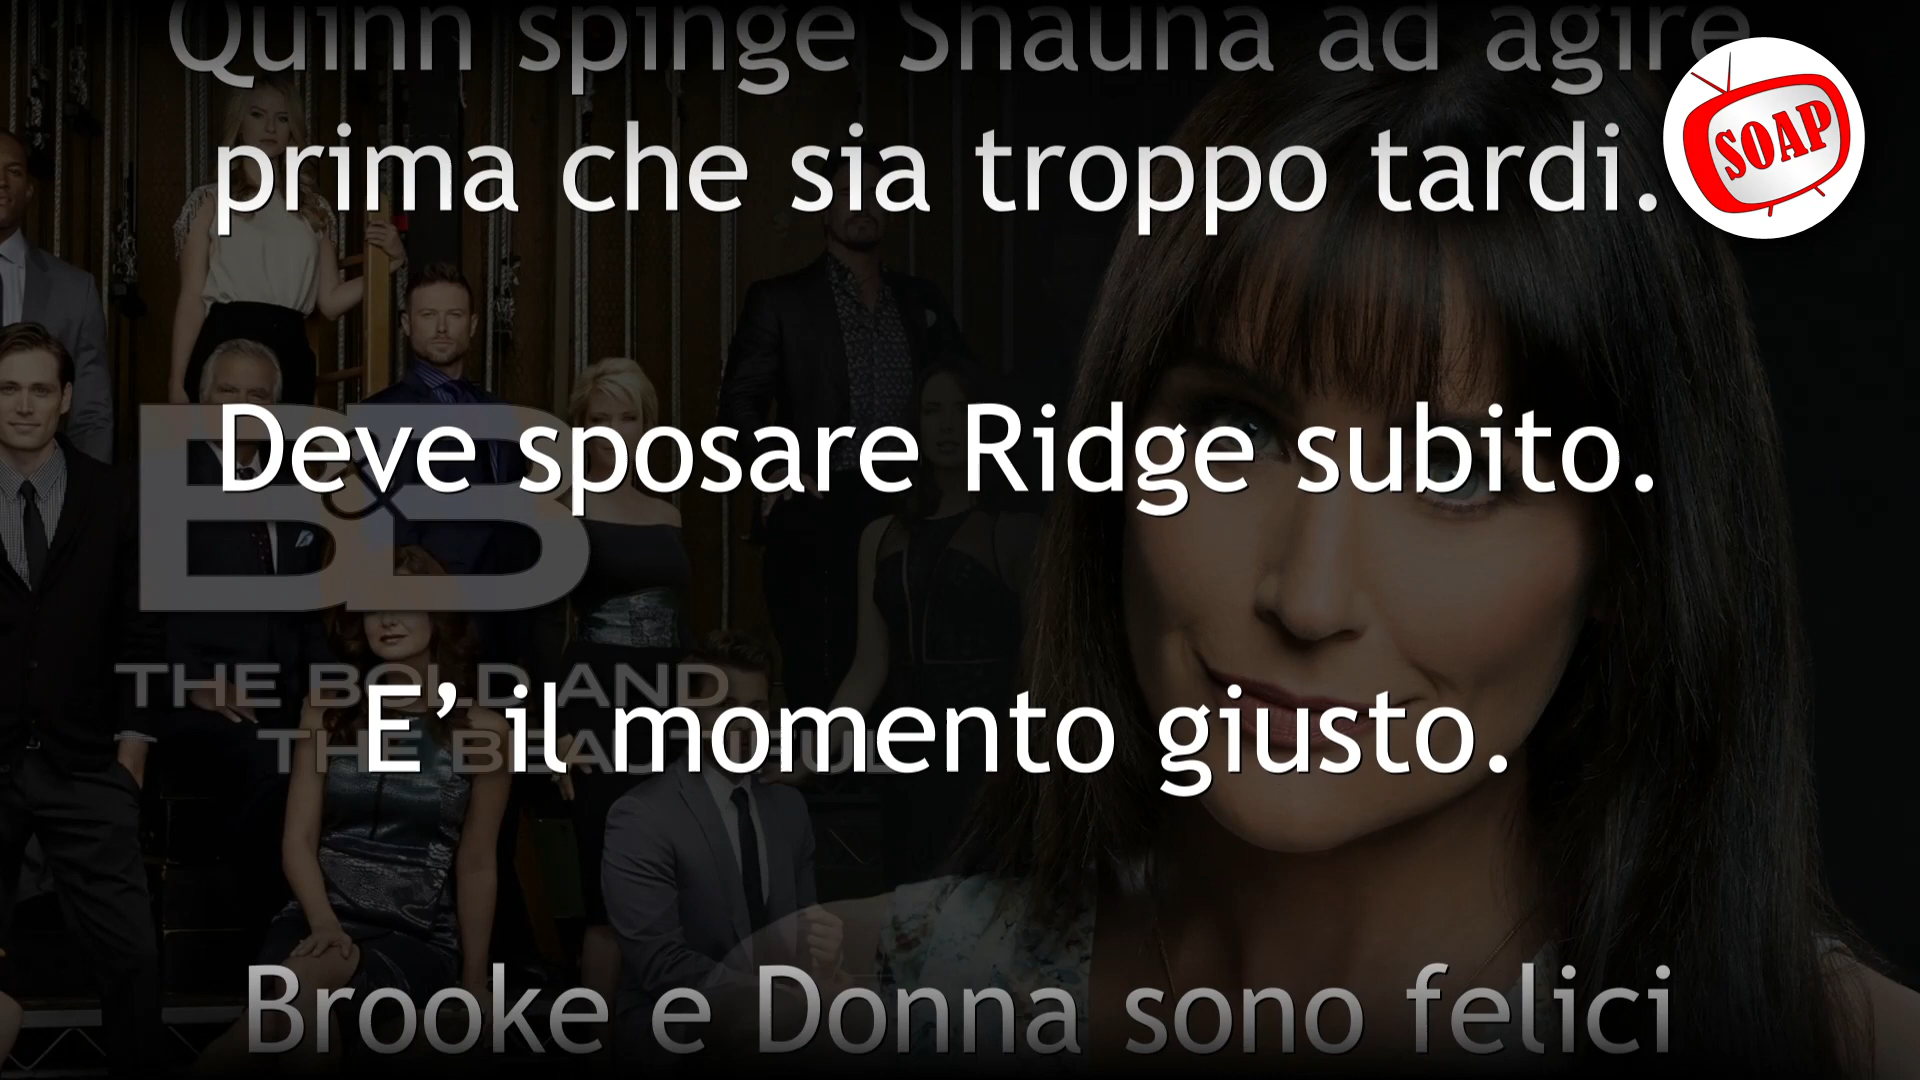 Quinn spinge Shauna ad agire
prima che sia troppo tardi.
SOAP
Deve sposare Ridge subito.
B&B
THE BOLD AND
E’ il momento giusto.
THE BEAUTIFUL
Brooke e Donna sono felici